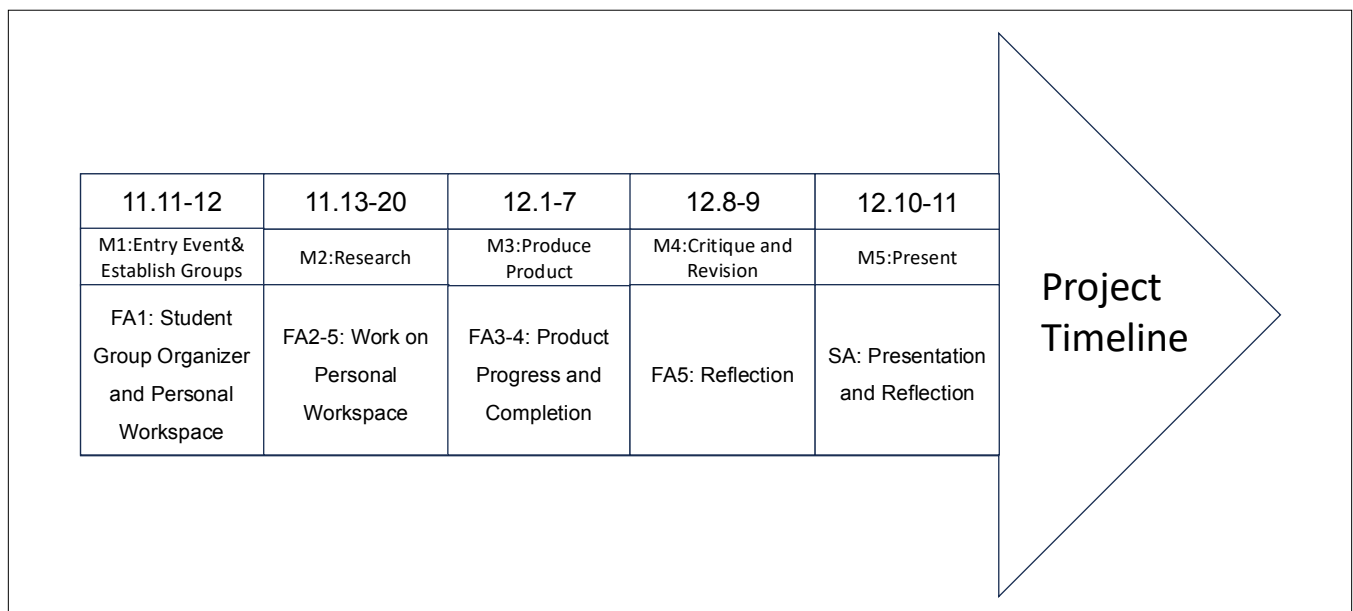 11.11-12
11.13-20
12.1-7
12.8-9
12.10-11
M1:Entry Event&
Establish Groups
M2:Research
M3:Produce
Product
M4:Critique and
Revision
M5:Present
FA1: Student
Group Organizer
and Personal
Workspace
FA2-5: Work on
Personal
Workspace
FA3-4: Product
Progress and
Completion
FA5: Reflection
SA: Presentation
and Reflection
Project
Timeline